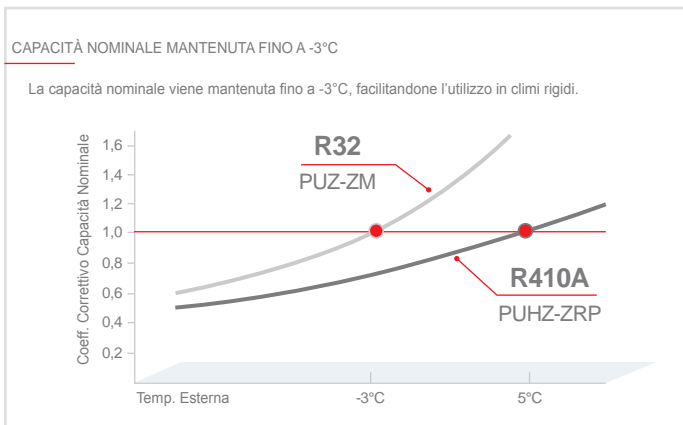 CAPACITÀ NOMINALE MANTENUTA FINO A -3°C
La capacità nominale viene mantenuta fino a -3°C, facilitandone l'utilizzo in climi rigidi.
Coeff. Correttivo Capacità Nominale
1,6
1,4
1,2
1,0
0,8
0,6
0,4
0,2
R32
PUZ-ZM
R410A
PUHZ-ZRP
Temp. Esterna
-3°C
5°C